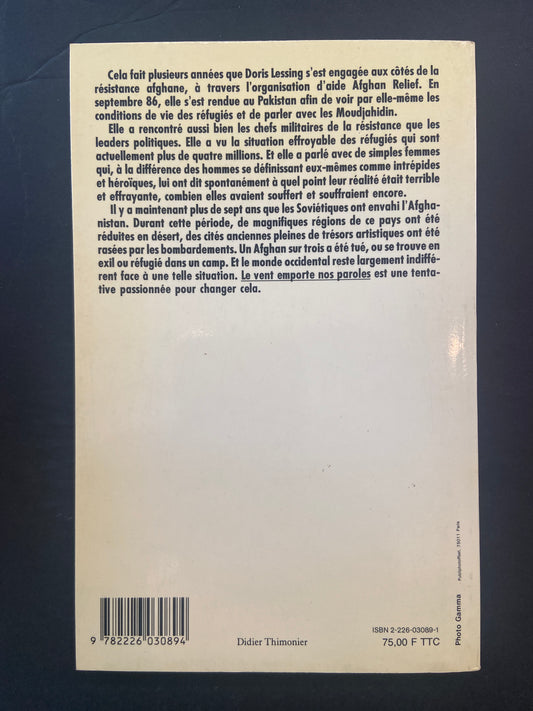 Cela fait plusieurs années que Doris Lessing s'est engagée aux côtés de la
résistance afghane, à travers l'organisation d'aide Afghan Relief. En
septembre 86, elle s'est rendue au Pakistan afin de voir par elle-même les
conditions de vie des réfugiés et de parler avec les Moudjahidin.
Elle a rencontré aussi bien les chefs militaires de la résistance que les
leaders politiques. Elle a vu la situation effroyable des réfugiés qui sont
actuellement plus de quatre millions. Et elle a parlé avec de simples femmes
qui, à la différence des hommes se définissant eux-mêmes comme intrépides
et héroïques, lui ont dit spontanément à quel point leur réalité était terrible
et effrayante, combien elles avaient souffert et souffraient encore.
Il y a maintenant plus de sept ans que les Soviétiques ont envahi l'Afgha-
nistan. Durant cette période, de magnifiques régions de ce pays ont été
réduites en désert, des cités anciennes pleines de trésors artistiques ont été
rasées par les bombardements. Un Afghan sur trois a été tué, ou se trouve en
exil ou réfugié dans un camp. Et le monde occidental reste largement indiffé-
rent face à une telle situation. Le vent emporte nos paroles est une tenta-
tive passionnée pour changer cela.
Photo Gamma
Publiphotoffset, 75011 Paris
9 782226 030894
Didier Thimonier
ISBN 2-226-03089-1
75,00 F TTC